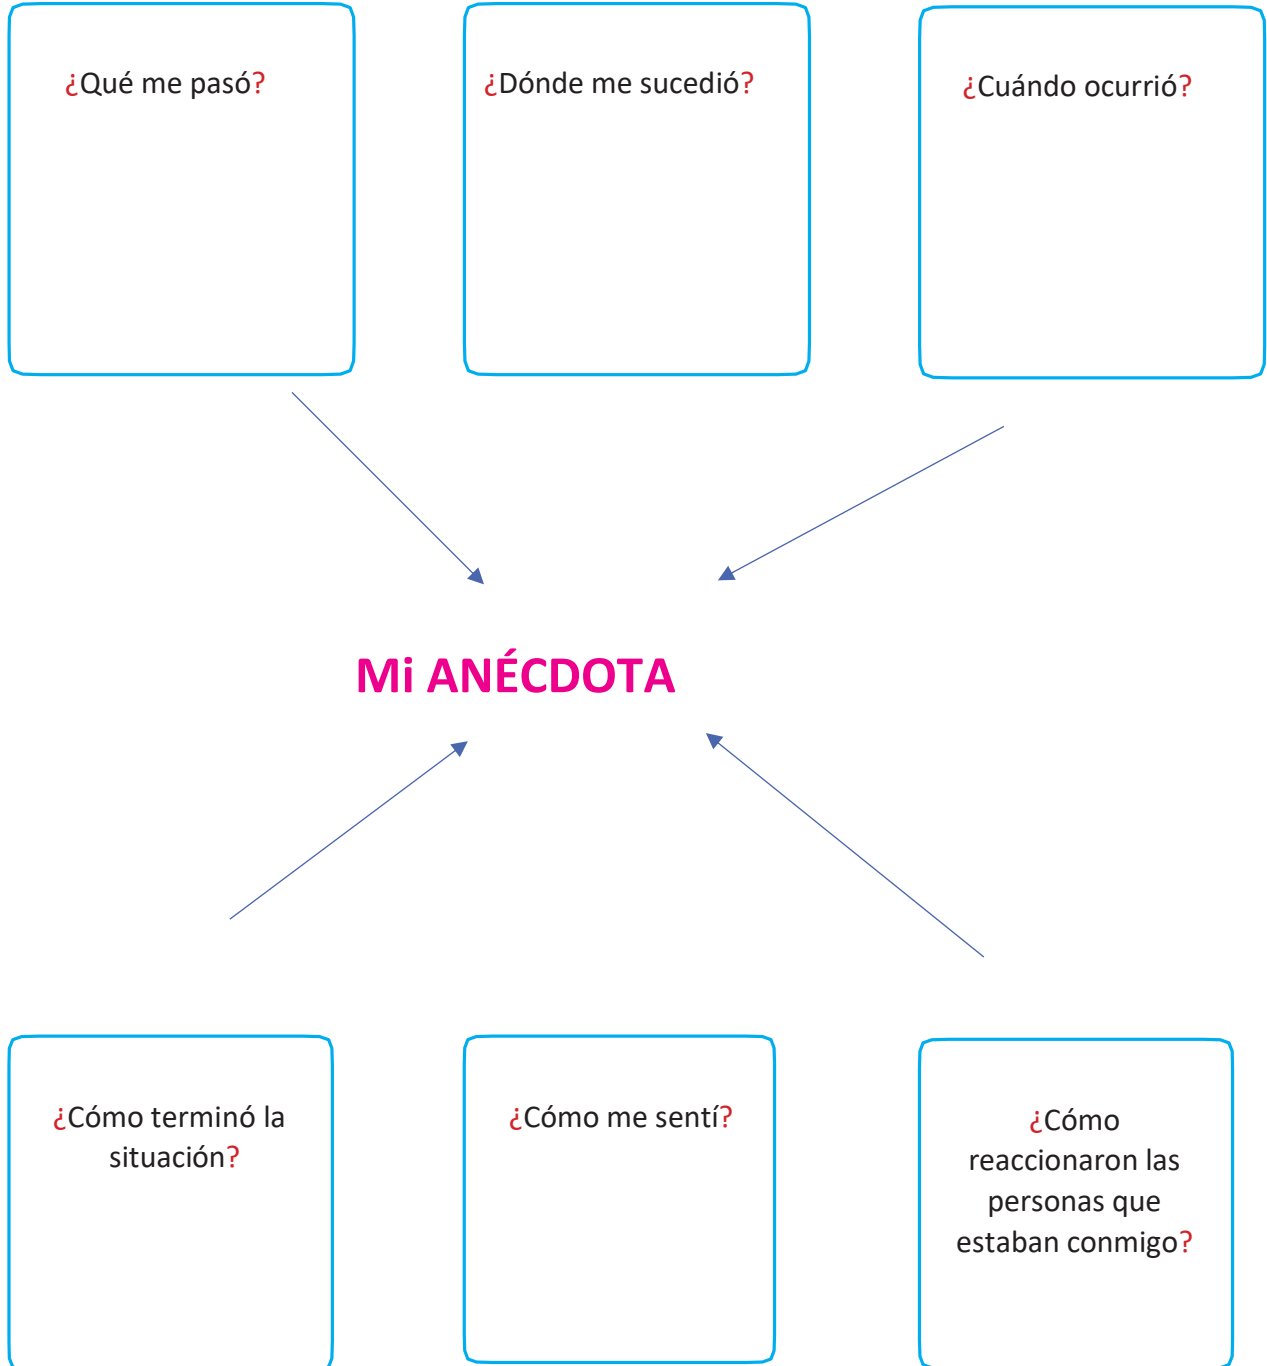 ¿Qué me pasó?
¿Dónde me sucedió?
¿Cuándo ocurrió?
Mi ANÉCDOTA
¿Cómo terminó la
situación?
¿Cómo me sentí?
¿Cómo
reaccionaron las
personas que
estaban conmigo?